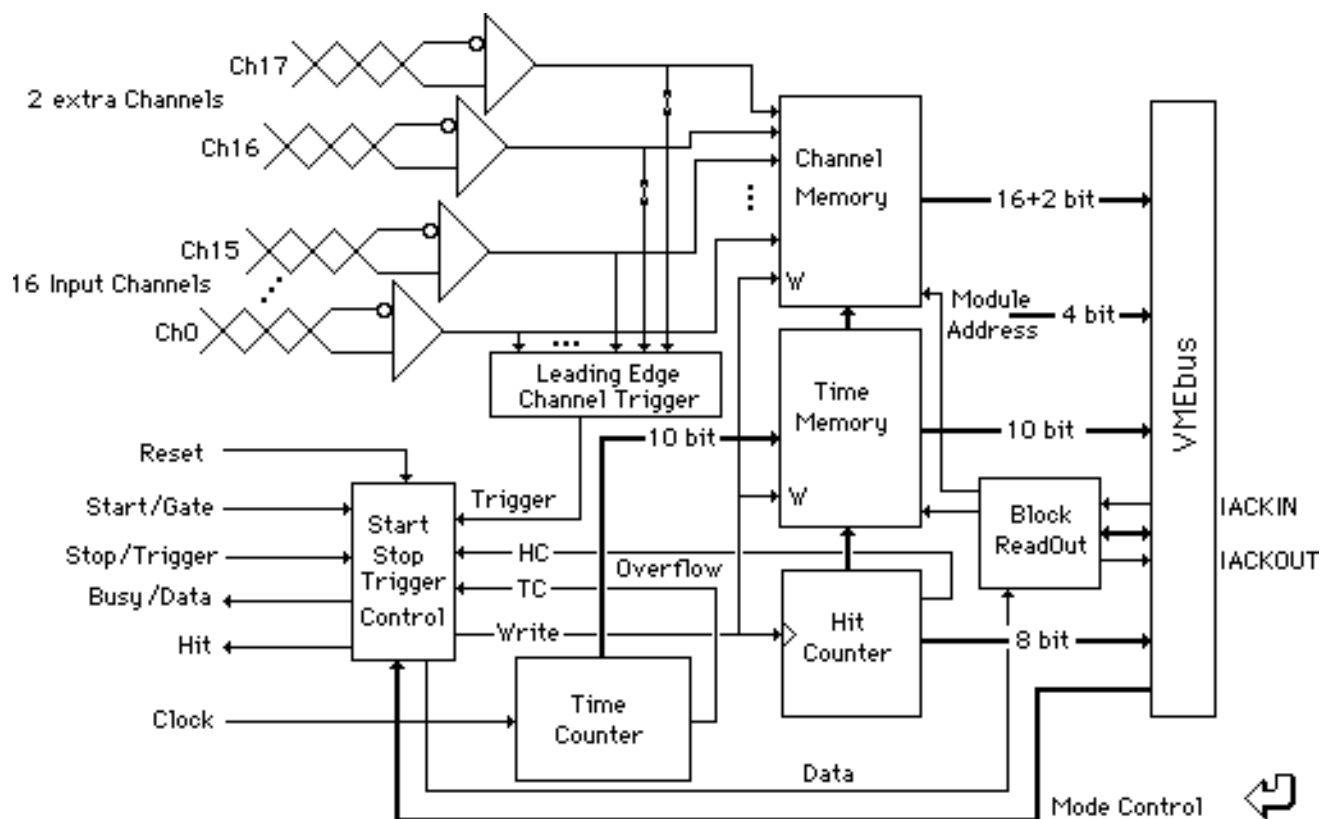 Ch17
2 extra Channels
Ch16
Ch15
16 Input Channels
Ch0
Channel
Memory
W
16+2 bit
Module
Address
4 bit
Leading Edge
Channel Trigger
Time
Memory
W
10 bit
10 bit
VMEbus
Reset
Start/Gate
Stop/Trigger
Busy/Data
Hit
Clock
Start
Stop
Trigger
Control
Trigger
HC
Overflow
TC
Write
Block
ReadOut
IACKIN
IACKOUT
Hit
Counter
8 bit
Time
Counter
Data
Mode Control